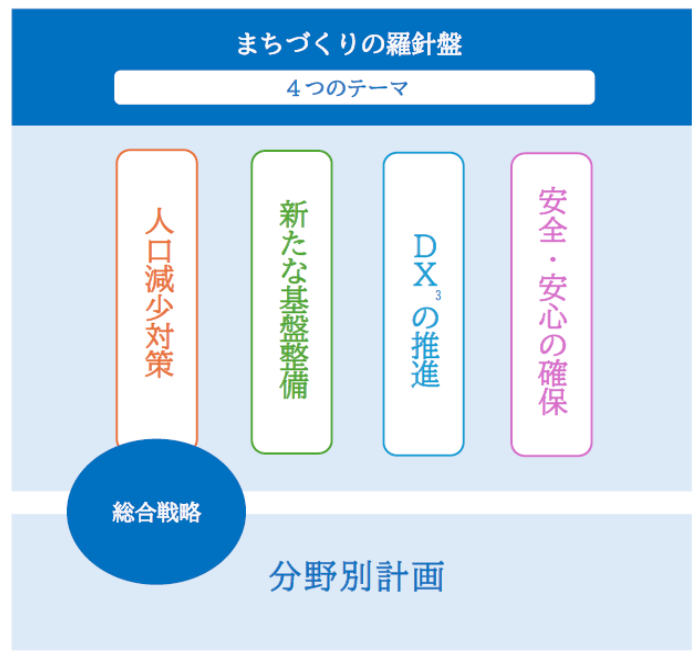 まちづくりの羅針盤
４つのテーマ
人口減少対策
新たな基盤整備
ＤＸ3の推進
安全・安心の確保
総合戦略
分野別計画